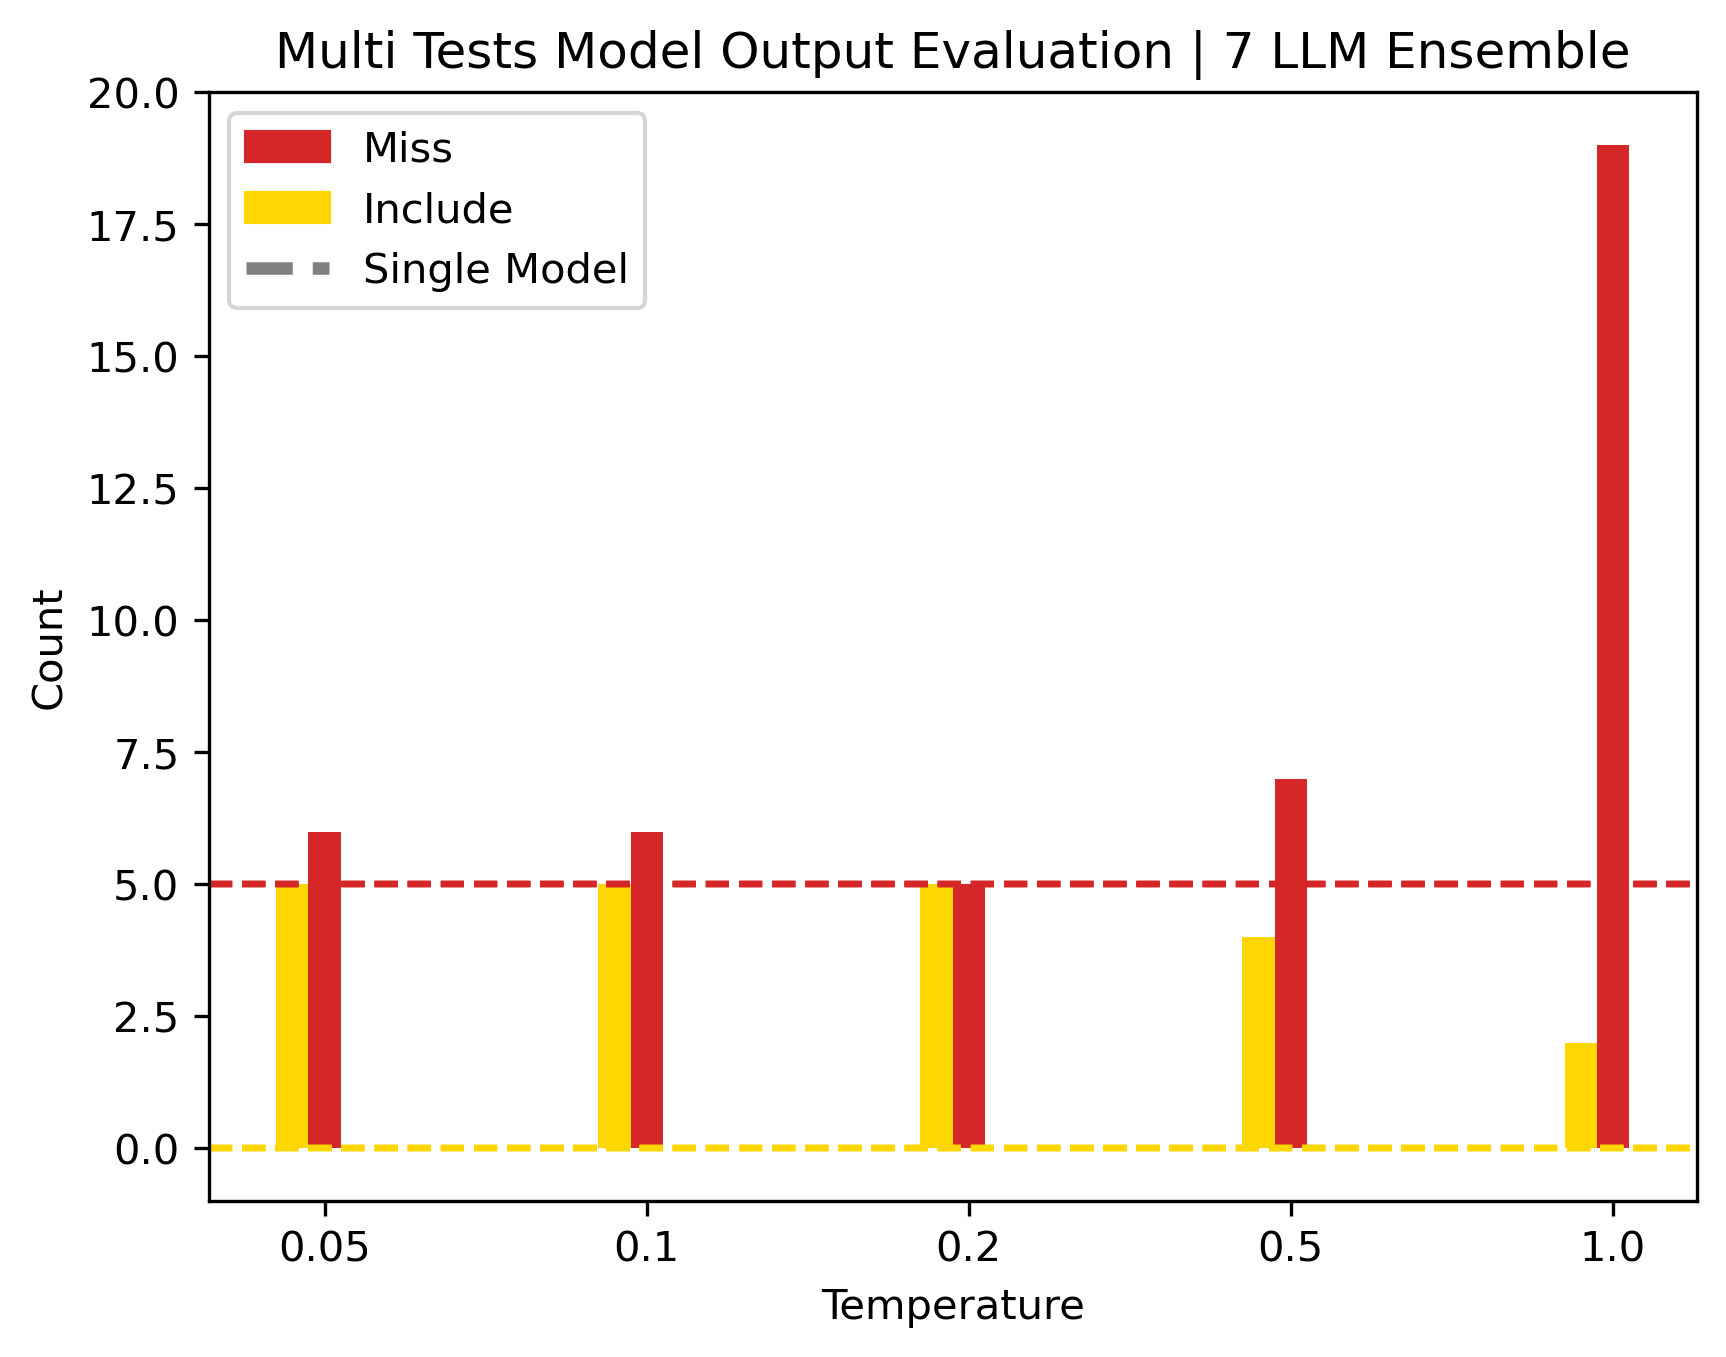 Multi Tests Model Output Evaluation | 7 LLM Ensemble
20.0
17.5
15.0
12.5
10.0
7.5
5.0
2.5
0.0
Count
Miss
Include
Single Model
0.05 0.1 0.2 0.5 1.0
Temperature